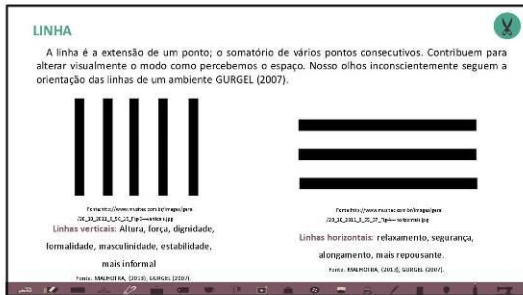 LINHA
A linha é a extensão de um ponto; o somatório de vários pontos consecutivos. Contribuem para
alterar visualmente o modo como percebemos o espaço. Nosso olhos inconscientemente seguem a
orientação das linhas de um ambiente GURGEL (2007).
Linhas verticais: Altura, força, dignidade,
formalidade, masculinidade, estabilidade,
mais informal
Fonte: MALHOTRA, (2013), GURGEL (2007).
Linhas horizontais: relaxamento, segurança,
alongamento, mais repousante.
Fonte: MALHOTRA, (2013), GURGEL (2007).